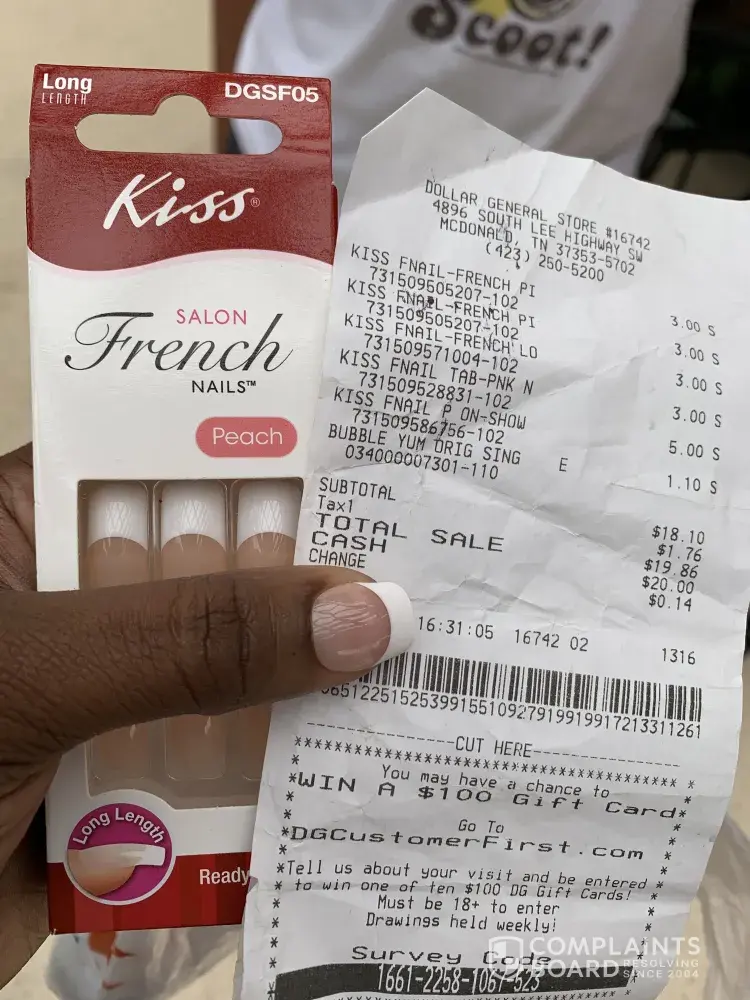 Scoot!
Long
LENGTH
DGSF05
Kiss®
SALON
French
NAILS™
Peach
Long Length
Ready
DOLLAR GENERAL STORE #16742
4896 SOUTH LEE HIGHWAY SW
MCDONALD, TN 37353-5702
(423) 250-5200
KISS FNAIL-FRENCH PI
731509505207-102 3.00 S
KISS FNAIL-FRENCH PI
731509505207-102 3.00 S
KISS FNAIL-FRENCH LO
731509571004-102 3.00 S
KISS FNAIL TAB-PNK N
731509528831-102 3.00 S
KISS FNAIL P ON-SHOW
731509586756-102 5.00 S
BUBBLE YUM ORIG SING
034000007301-110 E 1.10 S
SUBTOTAL $18.10
Tax1 $1.76
TOTAL SALE $19.86
CASH $20.00
CHANGE $0.14
16:31:05 16742 02 1316
CUT HERE
You may have a chance to
*WIN A $100 Gift Card*
Go To
*DGCustomerFirst.com
*Tell us about your visit and be entered *
* to win one of ten $100 DG Gift Cards! *
Must be 18+ to enter
Drawings held weekly!
Survey Code
1661-2258-1067-523
COMPLAINTS
BOARD RESOLVING
SINCE 2004